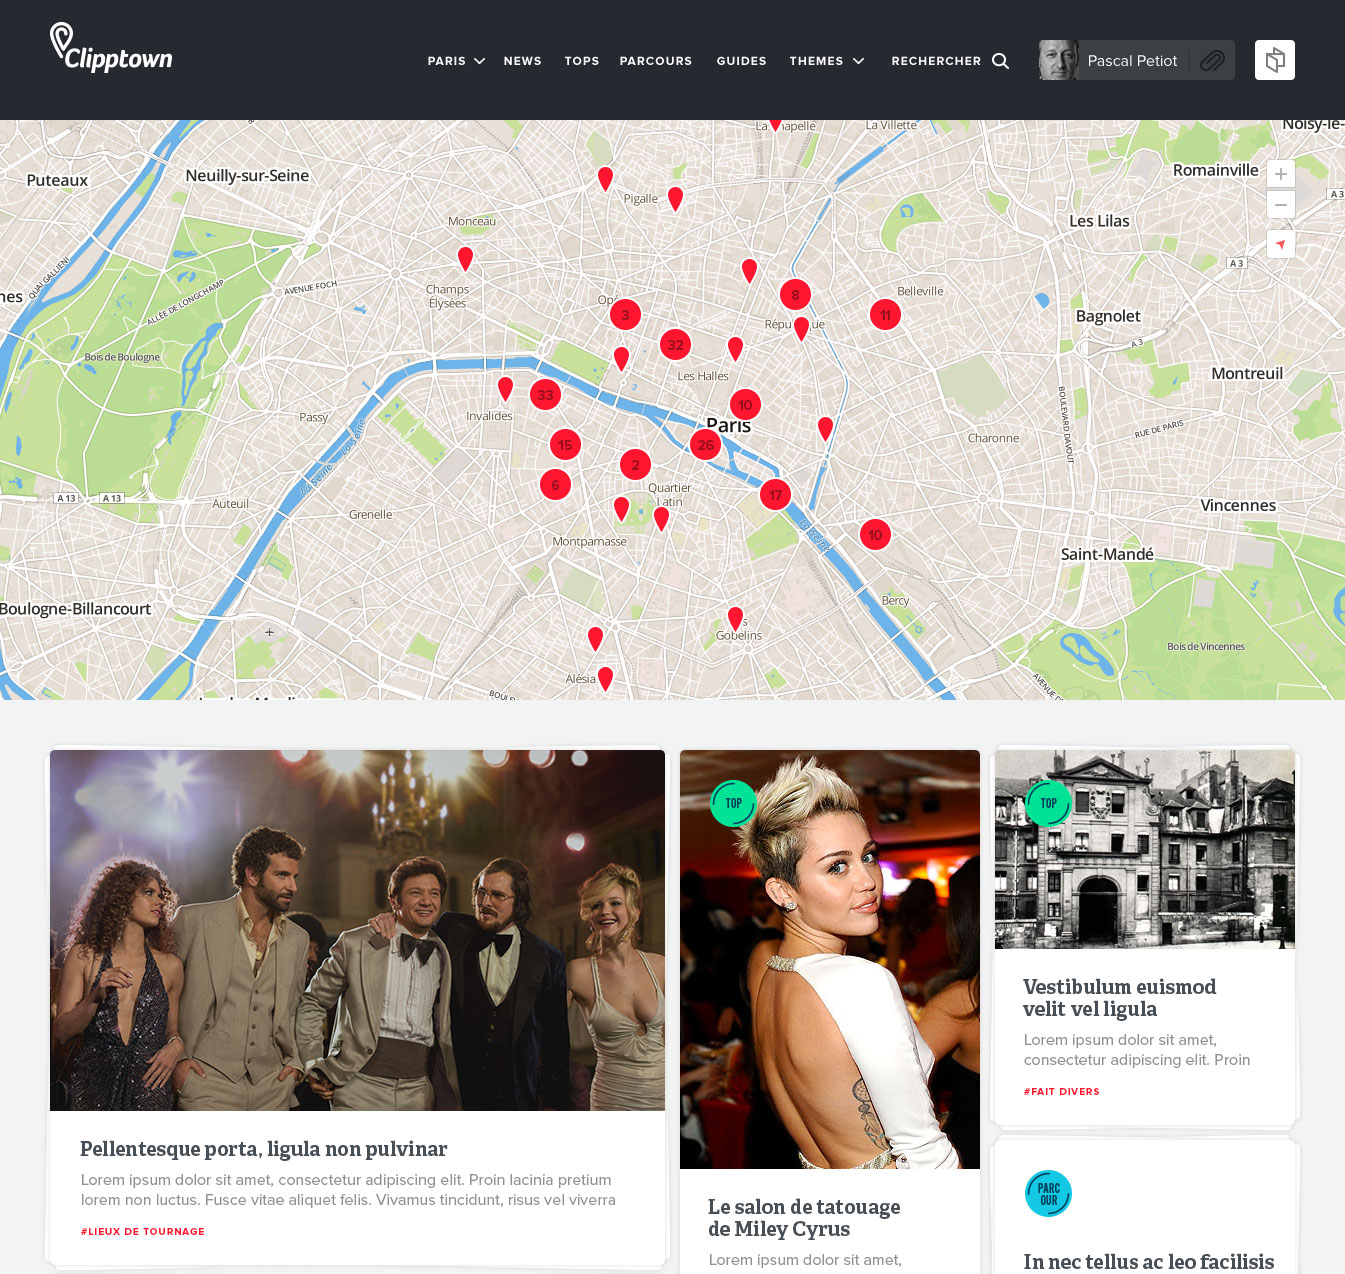 Clipptown
PARIS
NEWS
TOPS
PARCOURS
GUIDES
THEMES
RECHERCHER
Pascal Petiot
La Villette
Romainville
Puteaux
Neuilly-sur-Seine
A 3
Pigalle
Les Lilas
Monceau
QUAI GALLIENI
A 3
AVENUE FOCH
Champs
Élysées
ALLÉE DE LONGCHAMP
8
Belleville
3
11
Bagnolet
32
A 3
Bois de Boulogne
Les Halles
Montreuil
33
10
Invalides
Passy
Paris
BOULEVARD DAVOUT
RUE DE PARIS
La Seine
Charonne
15
26
2
6
Quartier
Latin
La Seine
17
A 13
A 13
Auteuil
Vincennes
Grenelle
La Seine
10
Montparnasse
Saint-Mandé
Bercy
Boulogne-Billancourt
Gobelins
Bois de Vincennes
Alésia
TOP
TOP
Vestibulum euismod
velit vel ligula
Lorem ipsum dolor sit amet,
consectetur adipiscing elit. Proin
#FAIT DIVERS
Pellentesque porta, ligula non pulvinar
Lorem ipsum dolor sit amet, consectetur adipiscing elit. Proin lacinia pretium
lorem non luctus. Fusce vitae aliquet felis. Vivamus tincidunt, risus vel viverra
#LIEUX DE TOURNAGE
Le salon de tatouage
de Miley Cyrus
Lorem ipsum dolor sit amet,
PARC
OUR
In nec tellus ac leo facilisis